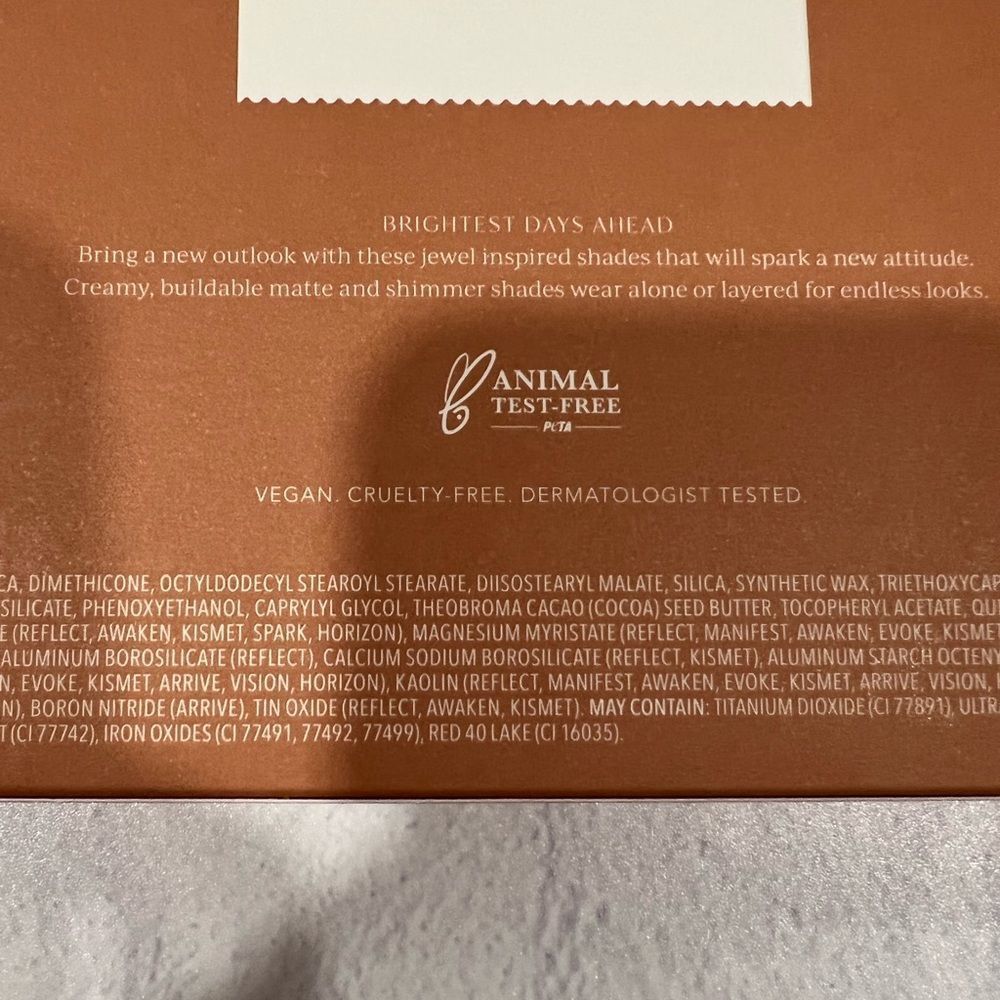 BRIGHTEST DAYS AHEAD
Bring a new outlook with these jewel inspired shades that will spark a new attitude.
Creamy, buildable matte and shimmer shades wear alone or layered for endless looks.
ANIMAL
TEST-FREE
PETA
VEGAN. CRUELTY-FREE. DERMATOLOGIST TESTED.
CA, DIMETHICONE, OCTYLDODECYL STEAROYL STEARATE, DIISOSTEARYL MALATE, SILICA, SYNTHETIC WAX, TRIETHOXYCAP
SILICATE, PHENOXYETHANOL, CAPRYLYL GLYCOL, THEOBROMA CACAO (COCOA) SEED BUTTER, TOCOPHERYL ACETATE,
E (REFLECT, AWAKEN, KISMET, SPARK, HORIZON), MAGNESIUM MYRISTATE (REFLECT, MANIFEST, AWAKEN, EVOKE, KISMET
ALUMINUM BOROSILICATE (REFLECT), CALCIUM SODIUM BOROSILICATE (REFLECT, KISMET), ALUMINUM STARCH OCTENY
N, EVOKE, KISMET, ARRIVE, VISION, HORIZON), KAOLIN (REFLECT, MANIFEST, AWAKEN, EVOKE, KISMET, ARRIVE, VISION,
N), BORON NITRIDE (ARRIVE), TIN OXIDE (REFLECT, AWAKEN, KISMET). MAY CONTAIN: TITANIUM DIOXIDE (CI 77891), ULTR
T (CI 77742), IRON OXIDES (CI 77491, 77492, 77499), RED 40 LAKE (CI 16035).